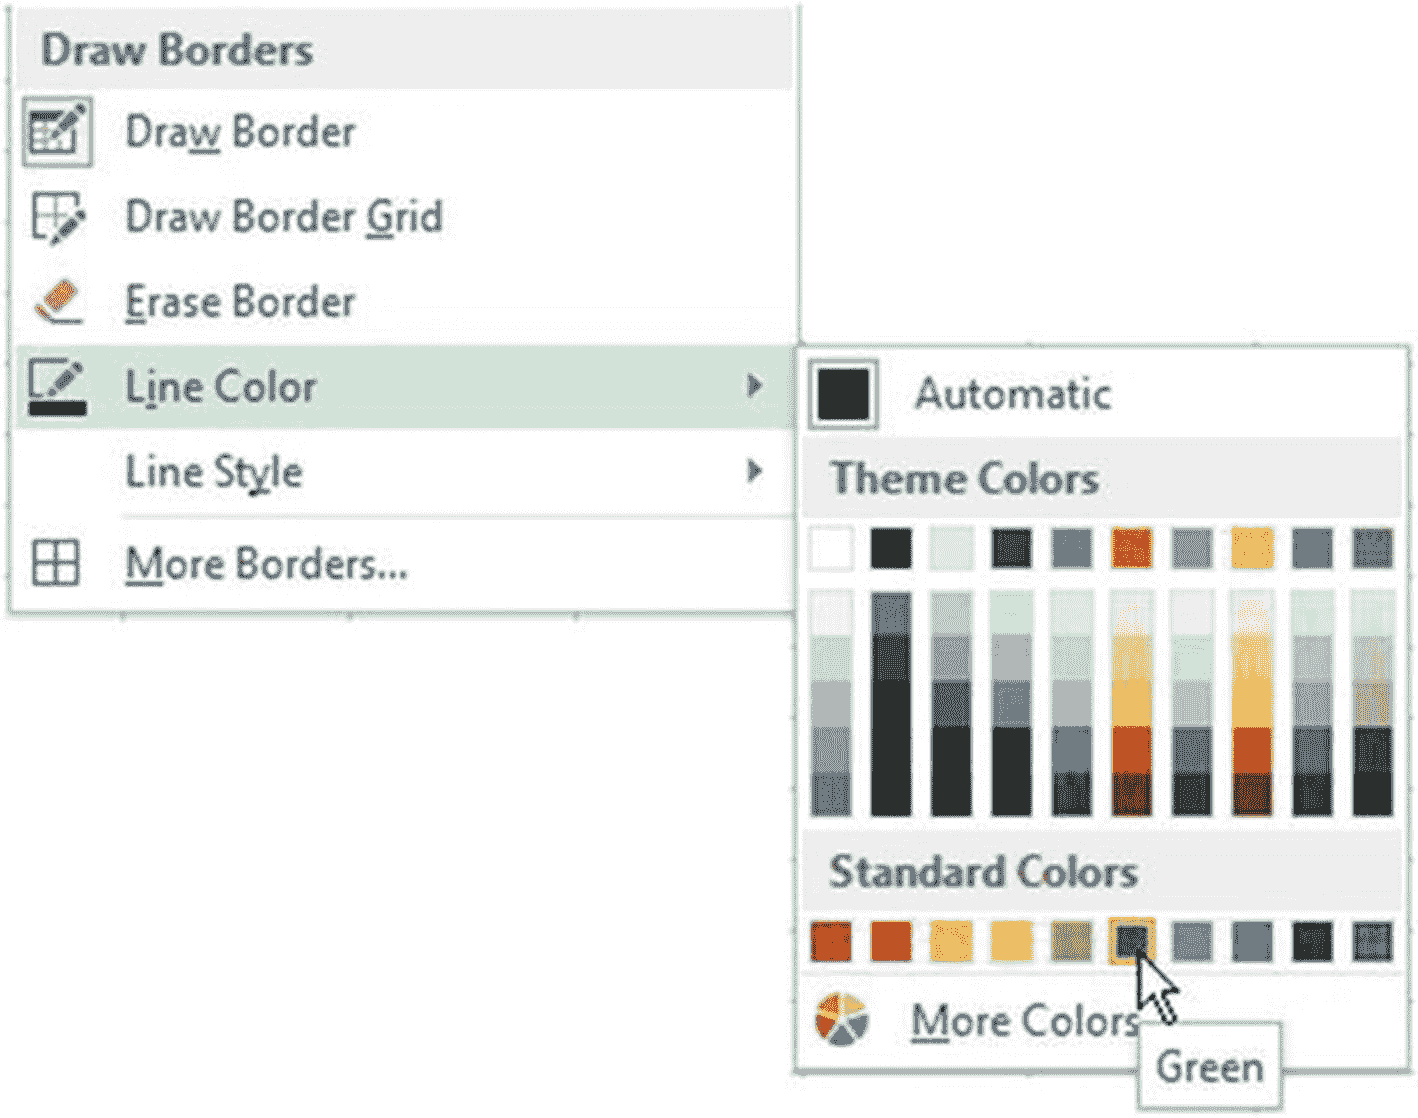 Draw Borders
Draw Border
Draw Border Grid
Erase Border
Line Color
Line Style
More Borders...
Automatic
Theme Colors
Standard Colors
More Colors
Green